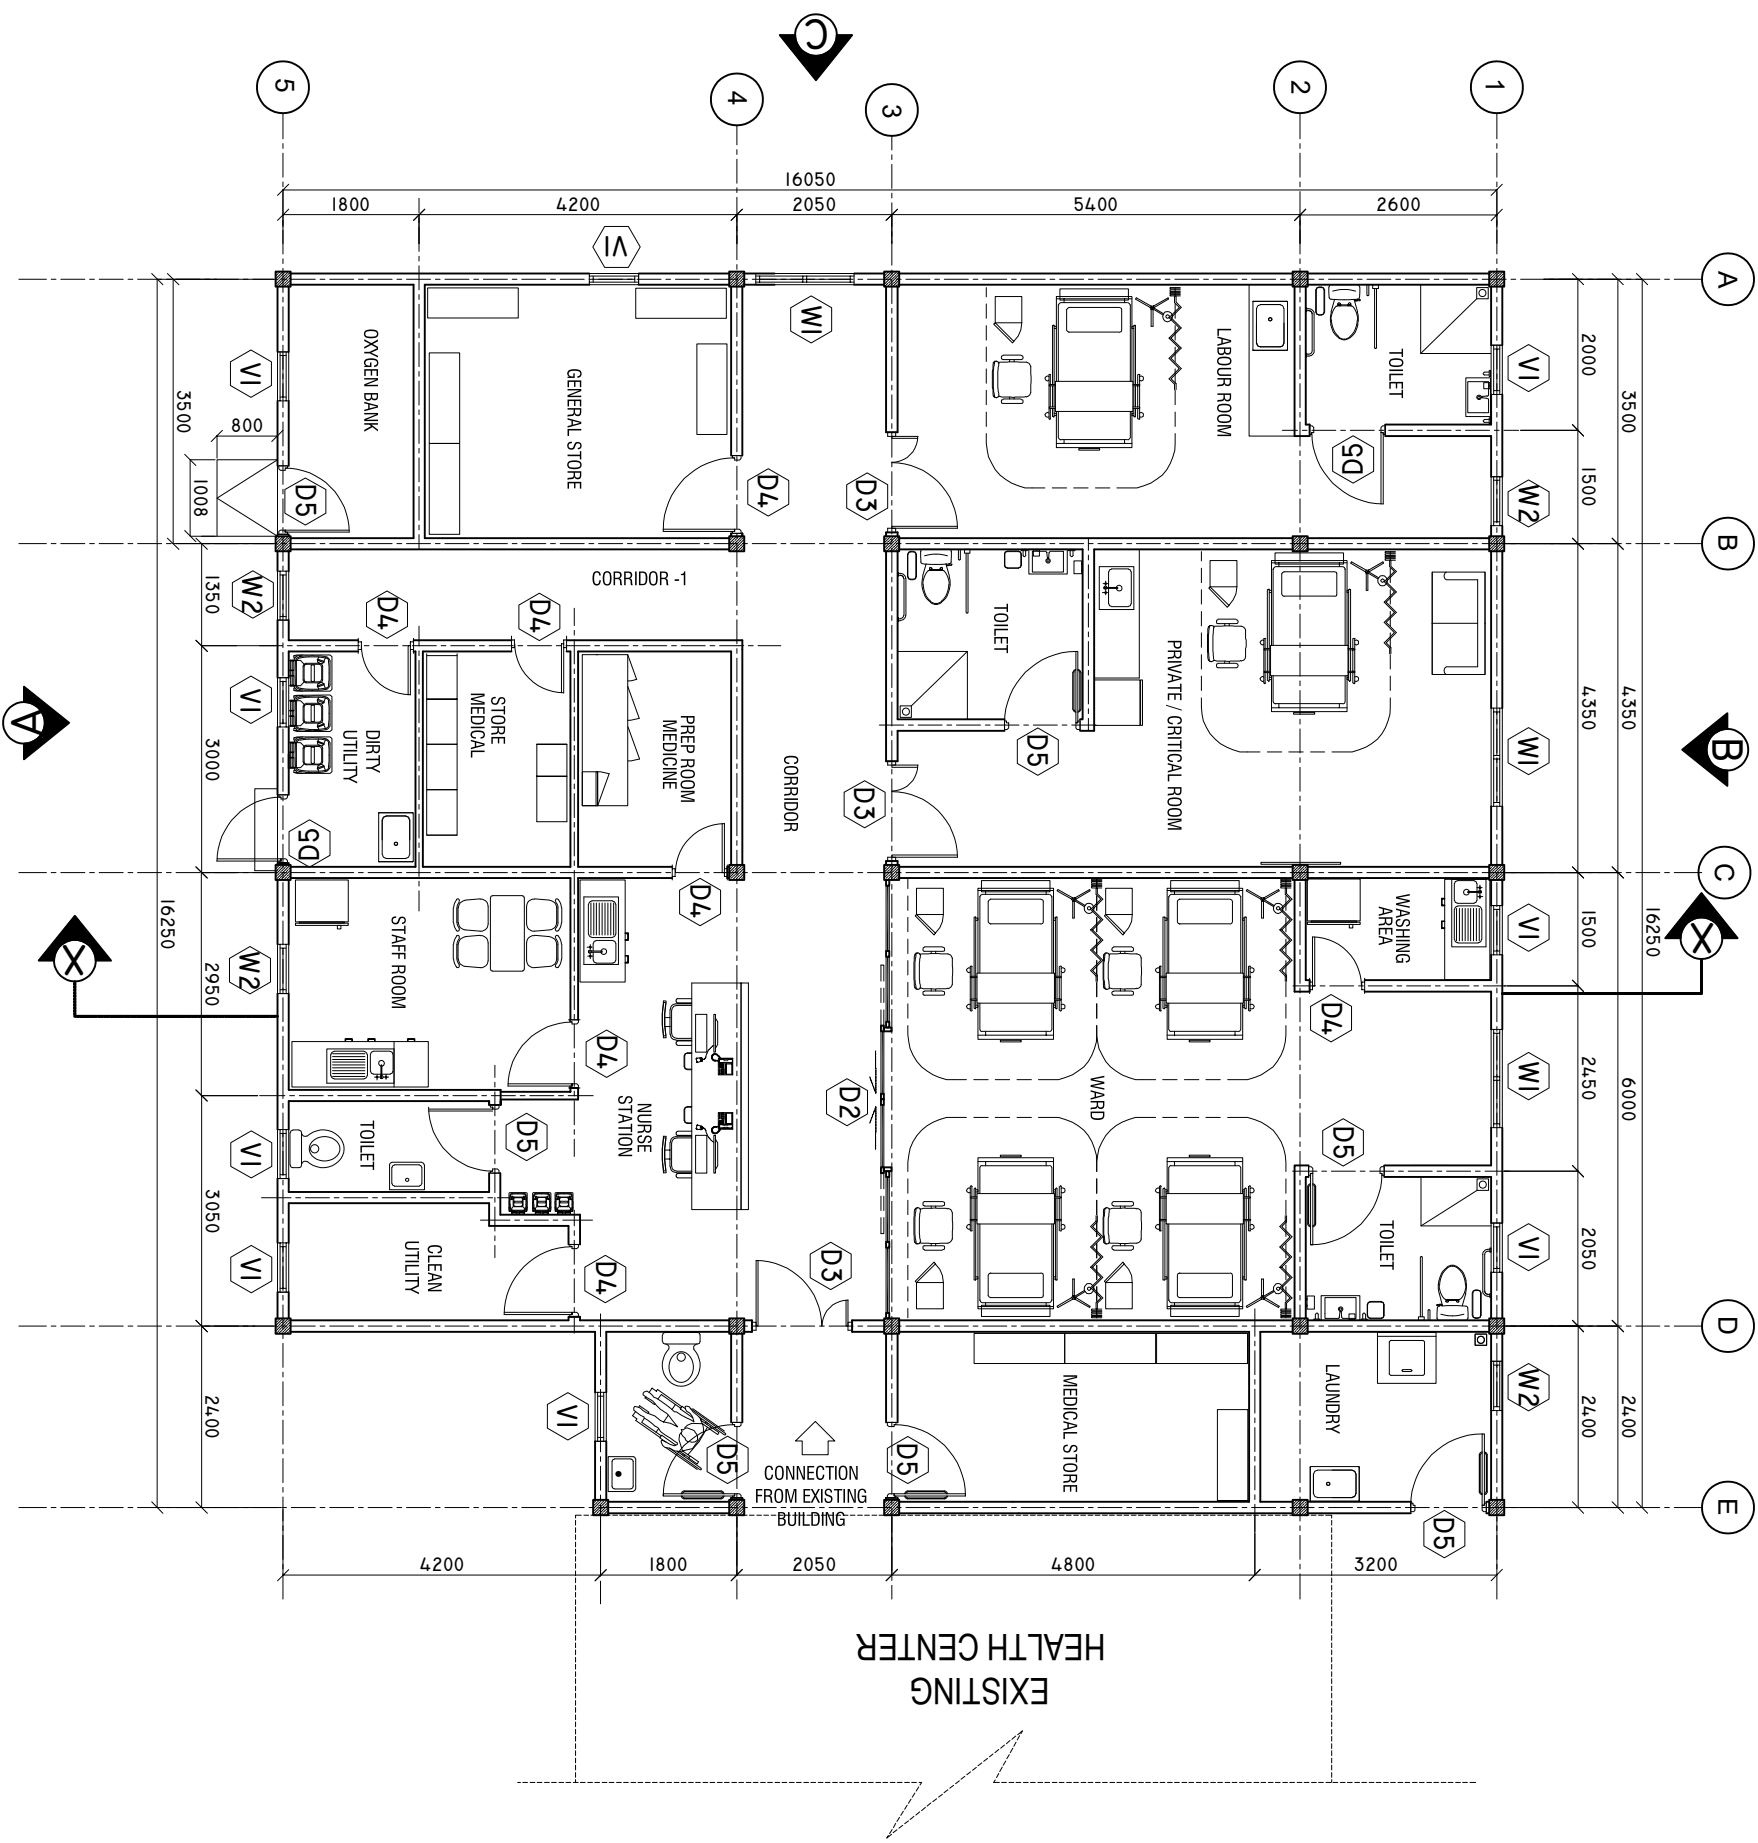 C
5
4
3
2
1
16050
1800
4200
2050
5400
2600
A
B
C
D
E
V1
W1
V1
W2
OXYGEN BANK
GENERAL STORE
LABOUR ROOM
TOILET
V1
D5
D4
D3
D5
W2
3500
800
1008
2000
1500
3500
CORRIDOR -1
D4
D4
W2
V1
1350
3000
TOILET
PRIVATE / CRITICAL ROOM
4350
4350
W1
B
A
DIRTY
UTILITY
STORE
MEDICAL
PREP ROOM
MEDICINE
CORRIDOR
D5
D3
D5
D4
STAFF ROOM
WASHING
AREA
V1
1500
16250
16250
X
X
W2
2950
D4
D4
D2
WARD
W1
2450
6000
NURSE
STATION
TOILET
D5
V1
D5
3050
CLEAN
UTILITY
V1
D4
D3
TOILET
V1
2050
2400
V1
D5
D5
MEDICAL STORE
LAUNDRY
W2
2400
2400
D5
CONNECTION
FROM EXISTING
BUILDING
4200
1800
2050
4800
3200
EXISTING
HEALTH CENTER